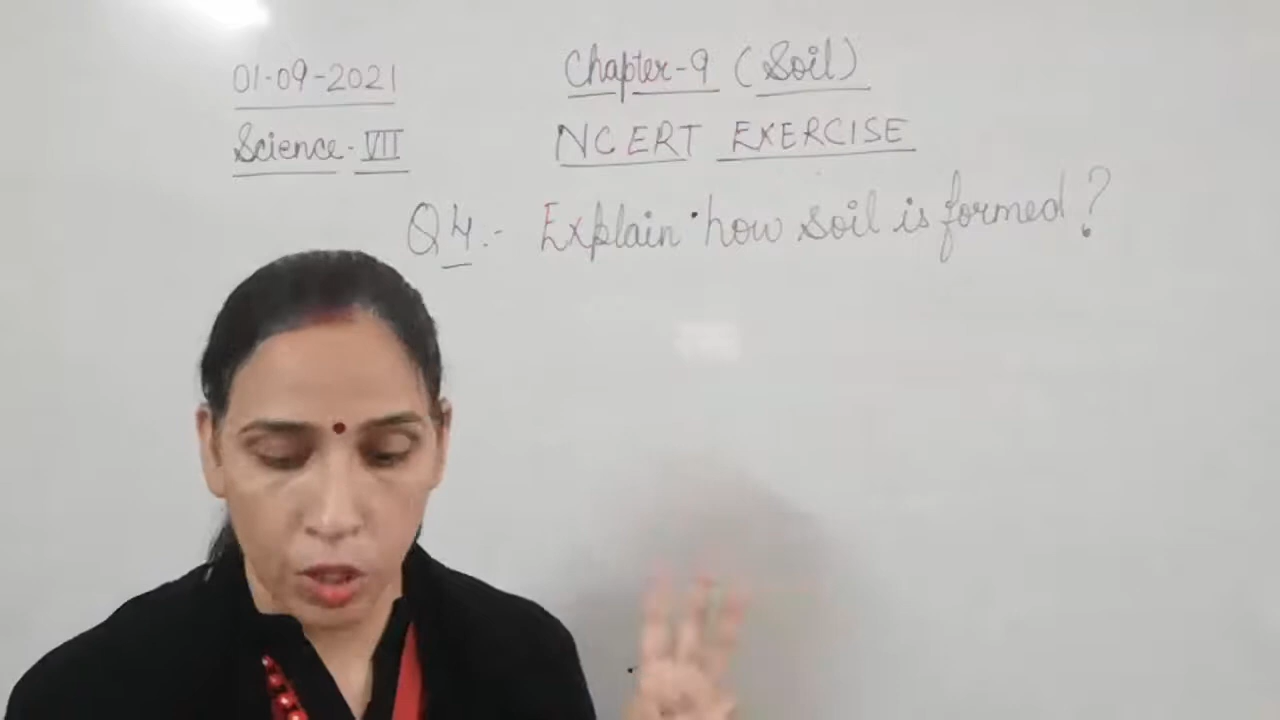 01-09-2021
Chapter-9 (Soil)
Science-VII
NCERT EXERCISE
Q4.- Explain how soil is formed?